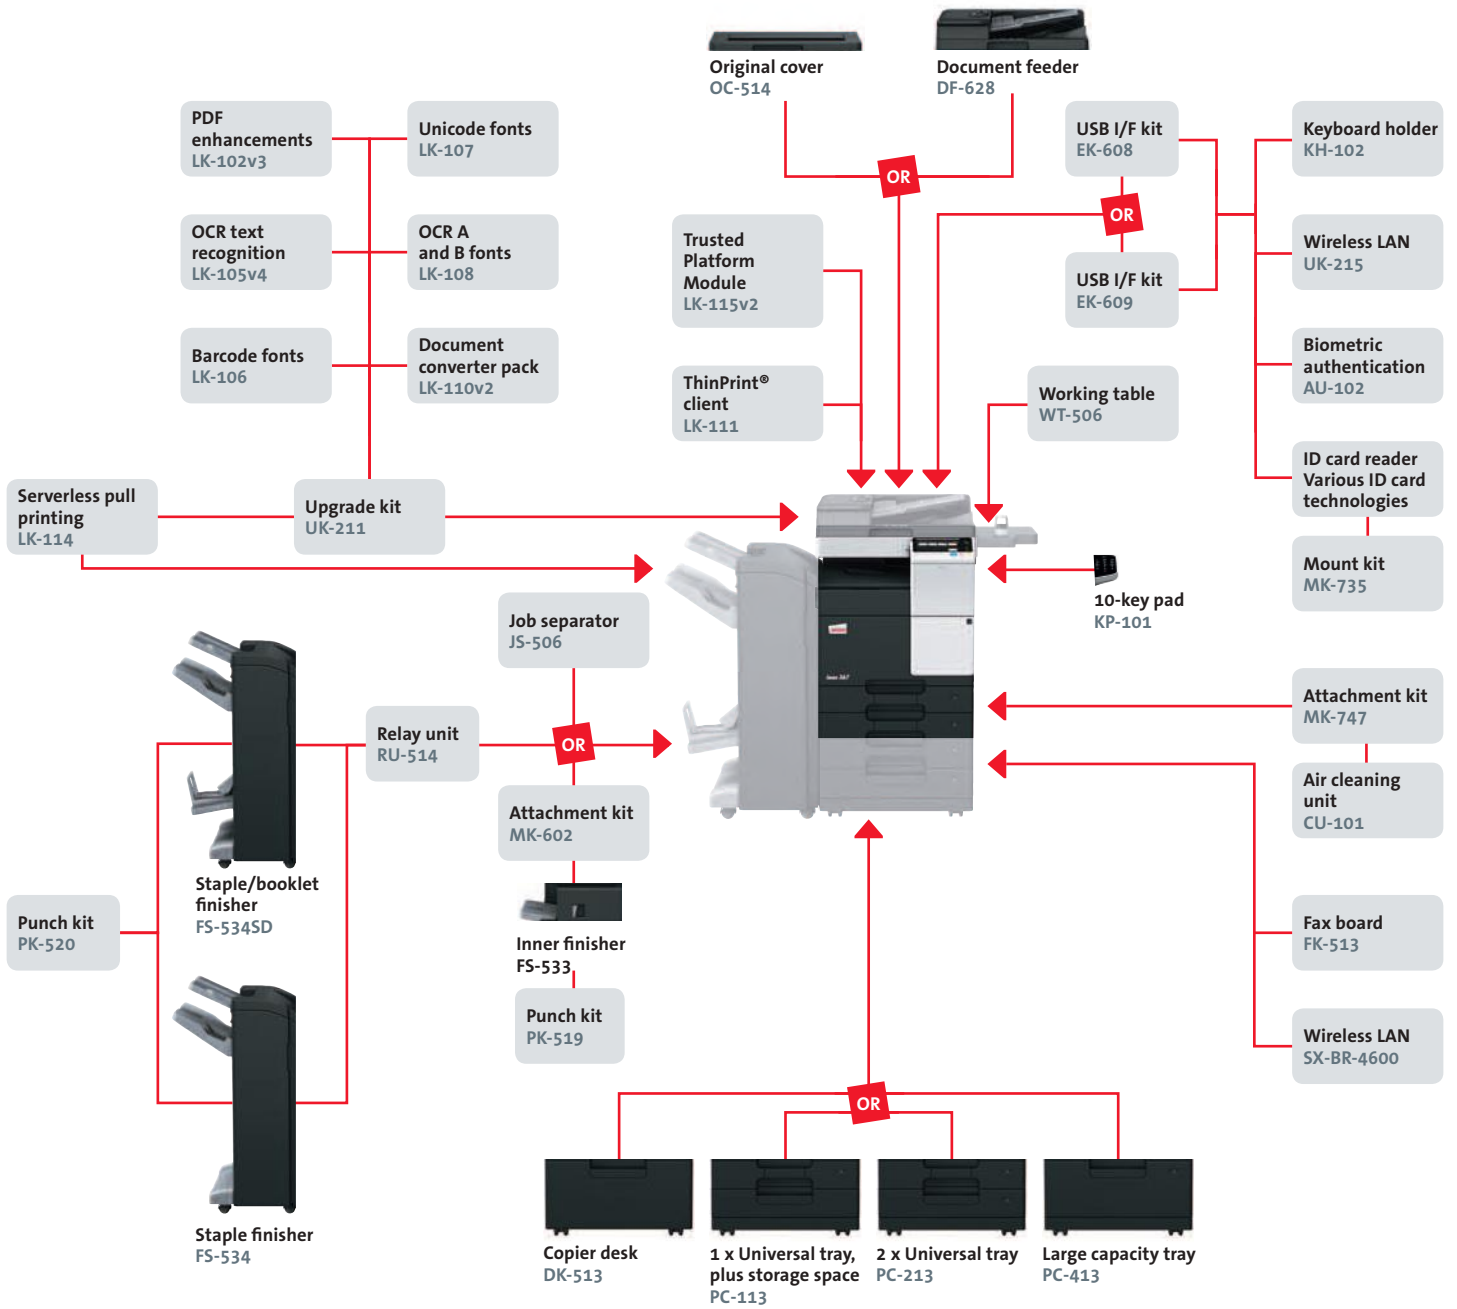 Original cover
OC-514
Document feeder
DF-628
PDF
enhancements
LK-102v3
Unicode fonts
LK-107
USB I/F kit
EK-608
Keyboard holder
KH-102
OR
OCR text
recognition
LK-105v4
OCR A
and B fonts
LK-108
Trusted
Platform
Module
LK-115v2
OR
Wireless LAN
UK-215
USB I/F kit
EK-609
Barcode fonts
LK-106
Document
converter pack
LK-110v2
ThinPrint®
client
LK-111
Working table
WT-506
Biometric
authentication
AU-102
ID card reader
Various ID card
technologies
Serverless pull
printing
LK-114
Upgrade kit
UK-211
Mount kit
MK-735
10-key pad
KP-101
Job separator
JS-506
Relay unit
RU-514
OR
Attachment kit
MK-747
Attachment kit
MK-602
Air cleaning
unit
CU-101
Staple/booklet
finisher
FS-534SD
Punch kit
PK-520
Inner finisher
FS-533
Fax board
FK-513
Punch kit
PK-519
Wireless LAN
SX-BR-4600
OR
Staple finisher
FS-534
Copier desk
DK-513
1 x Universal tray,
plus storage space
PC-113
2 x Universal tray
PC-213
Large capacity tray
PC-413